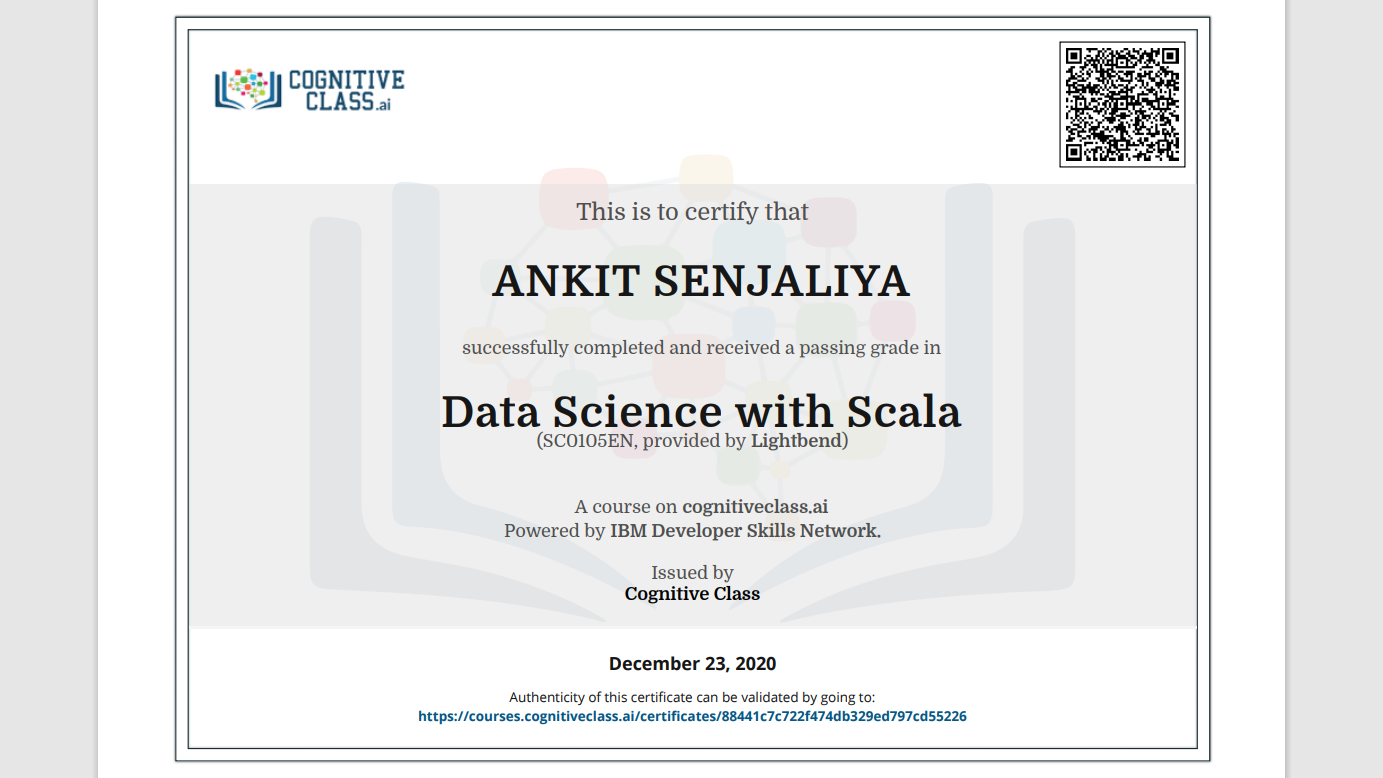 COGNITIVE
CLASS.ai
This is to certify that
ANKIT SENJALIYA
successfully completed and received a passing grade in
Data Science with Scala
(SC0105EN, provided by Lightbend)
A course on cognitiveclass.ai
Powered by IBM Developer Skills Network.
Issued by
Cognitive Class
December 23, 2020
Authenticity of this certificate can be validated by going to:
https://courses.cognitiveclass.ai/certificates/88441c7c722f474db329ed797cd55226